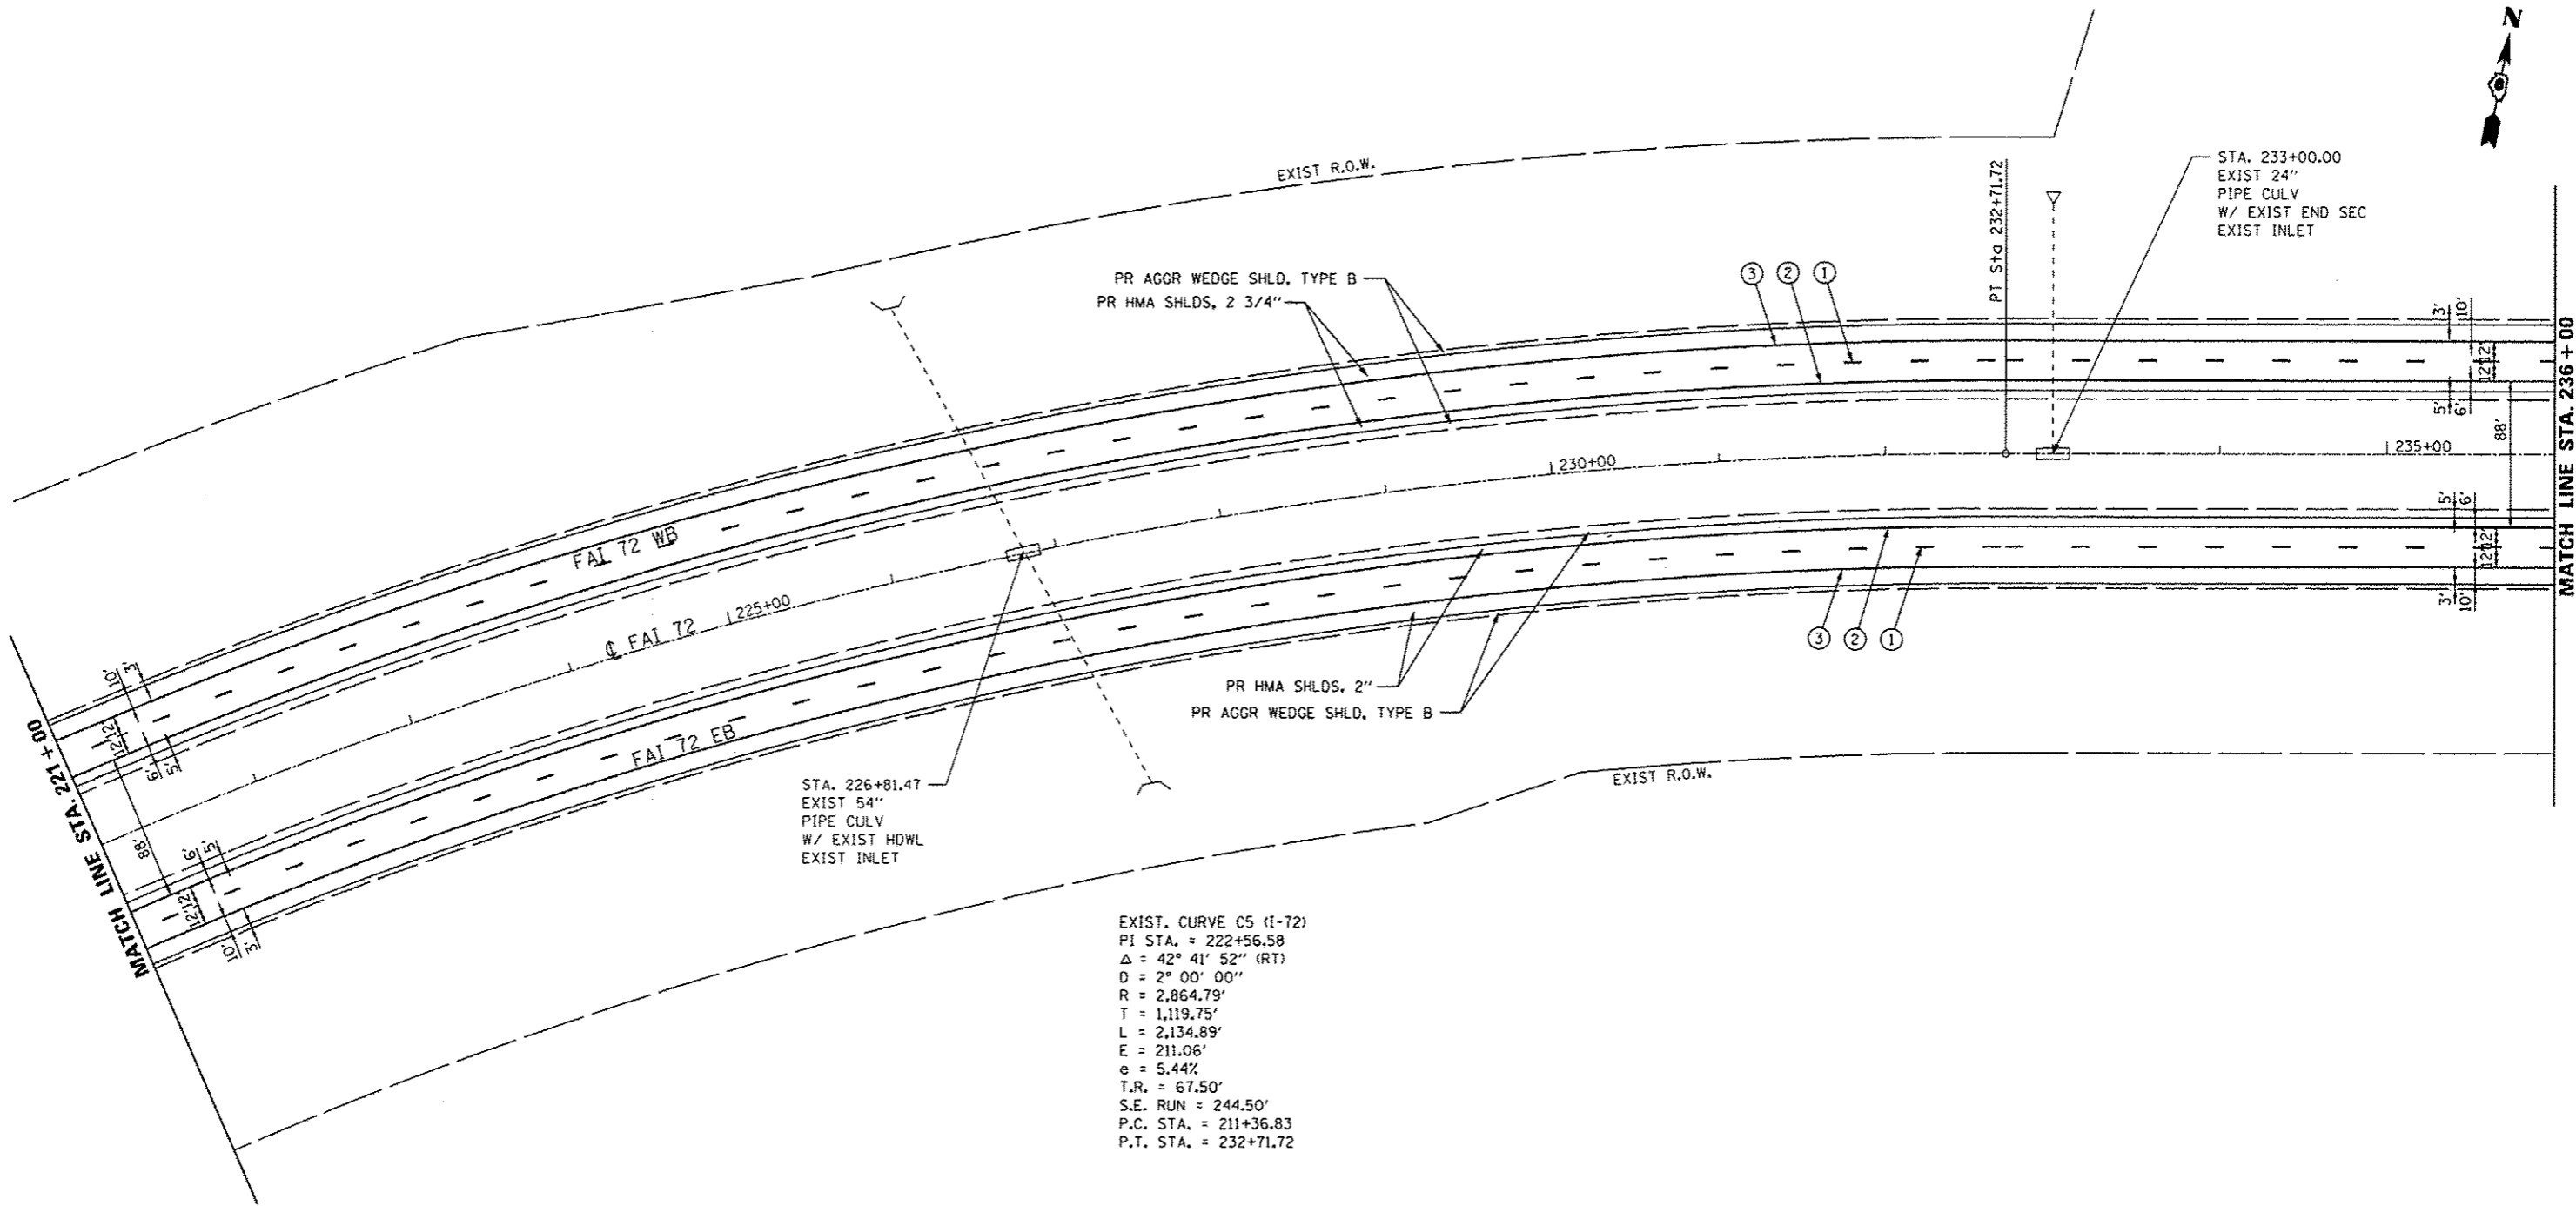 N
EXIST R.O.W.
STA. 233+00.00
EXIST 24"
PIPE CULV
W/ EXIST END SEC
EXIST INLET
PT Sta 232+71.72
PR AGGR WEDGE SHLD, TYPE B
PR HMA SHLDS, 2 3/4"
3 2 1
3'
10'
12'
12'
5'
6'
88'
MATCH LINE STA. 236+00
235+00
230+00
5'
6'
12'
12'
3'
10'
FAI 72 WB
℄ FAI 72
225+00
FAI 72 EB
3 2 1
PR HMA SHLDS, 2"
PR AGGR WEDGE SHLD, TYPE B
10'
3'
12'
12'
6'
5'
88'
MATCH LINE STA. 221+00
6'
5'
12'
12'
10'
3'
STA. 226+81.47
EXIST 54"
PIPE CULV
W/ EXIST HDWL
EXIST INLET
EXIST R.O.W.
EXIST. CURVE C5 (I-72)
PI STA. = 222+56.58
Δ = 42° 41' 52" (RT)
D = 2° 00' 00"
R = 2,864.79'
T = 1,119.75'
L = 2,134.89'
E = 211.06'
e = 5.44%
T.R. = 67.50'
S.E. RUN = 244.50'
P.C. STA. = 211+36.83
P.T. STA. = 232+71.72